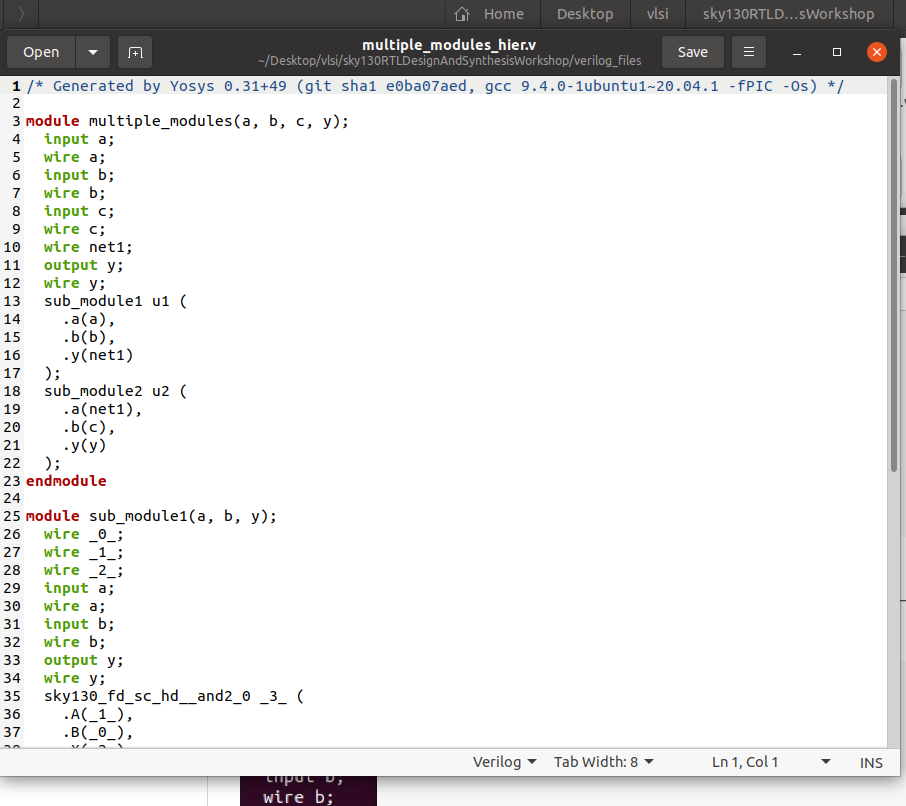 Home Desktop vlsi sky130RTLD...sWorkshop
Open multiple_modules_hier.v Save
~/Desktop/vlsi/sky130RTLDesignAndSynthesisWorkshop/verilog_files
1 /* Generated by Yosys 0.31+49 (git sha1 e0ba07aed, gcc 9.4.0-1ubuntu1~20.04.1 -fPIC -Os) */
2
3 module multiple_modules(a, b, c, y);
4   input a;
5   wire a;
6   input b;
7   wire b;
8   input c;
9   wire c;
10   wire net1;
11   output y;
12   wire y;
13   sub_module1 u1 (
14     .a(a),
15     .b(b),
16     .y(net1)
17   );
18   sub_module2 u2 (
19     .a(net1),
20     .b(c),
21     .y(y)
22   );
23 endmodule
24
25 module sub_module1(a, b, y);
26   wire _0_;
27   wire _1_;
28   wire _2_;
29   input a;
30   wire a;
31   input b;
32   wire b;
33   output y;
34   wire y;
35   sky130_fd_sc_hd__and2_0 _3_ (
36     .A(_1_),
37     .B(_0_),
Verilog Tab Width: 8 Ln 1, Col 1 INS
input b;
wire b;